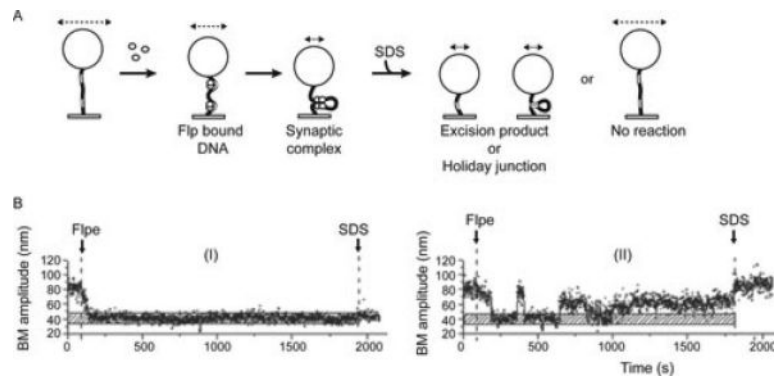 A
SDS
or
Flp bound
DNA
Synaptic
complex
Excision product
or
Holiday junction
No reaction
B
Flpe
SDS
(I)
BM amplitude (nm)
120
100
80
60
40
20
0 500 1000 1500 2000
Flpe
SDS
(II)
BM amplitude (nm)
120
100
80
60
40
20
0 500 1000 1500 2000
Time (s)